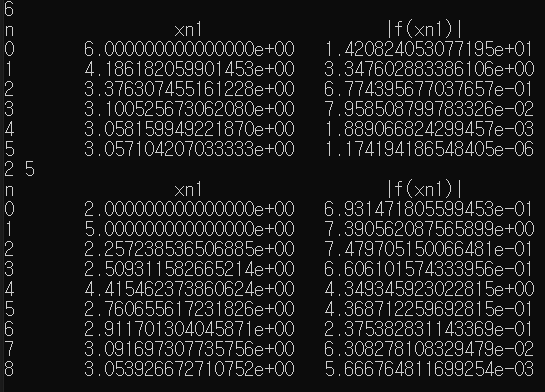 6
n xn1 |f(xn1)|
0 6.000000000000000e+00 1.420824053077195e+01
1 4.186182059901453e+00 3.347602883386106e+00
2 3.376307455161228e+00 6.774395677037657e-01
3 3.100525673062080e+00 7.958508799783326e-02
4 3.058159949221870e+00 1.889066824299457e-03
5 3.057104207033333e+00 1.174194186548405e-06
2 5
n xn1 |f(xn1)|
0 2.000000000000000e+00 6.931471805599453e-01
1 5.000000000000000e+00 7.390562087565899e+00
2 2.257238536506885e+00 7.479705150066481e-01
3 2.509311582665214e+00 6.606101574333956e-01
4 4.415462373860624e+00 4.349345923022815e+00
5 2.760655617231826e+00 4.368712259692815e-01
6 2.911701304045871e+00 2.375382831143369e-01
7 3.091697307735756e+00 6.308278108329479e-02
8 3.053926672710752e+00 5.666764811699254e-03